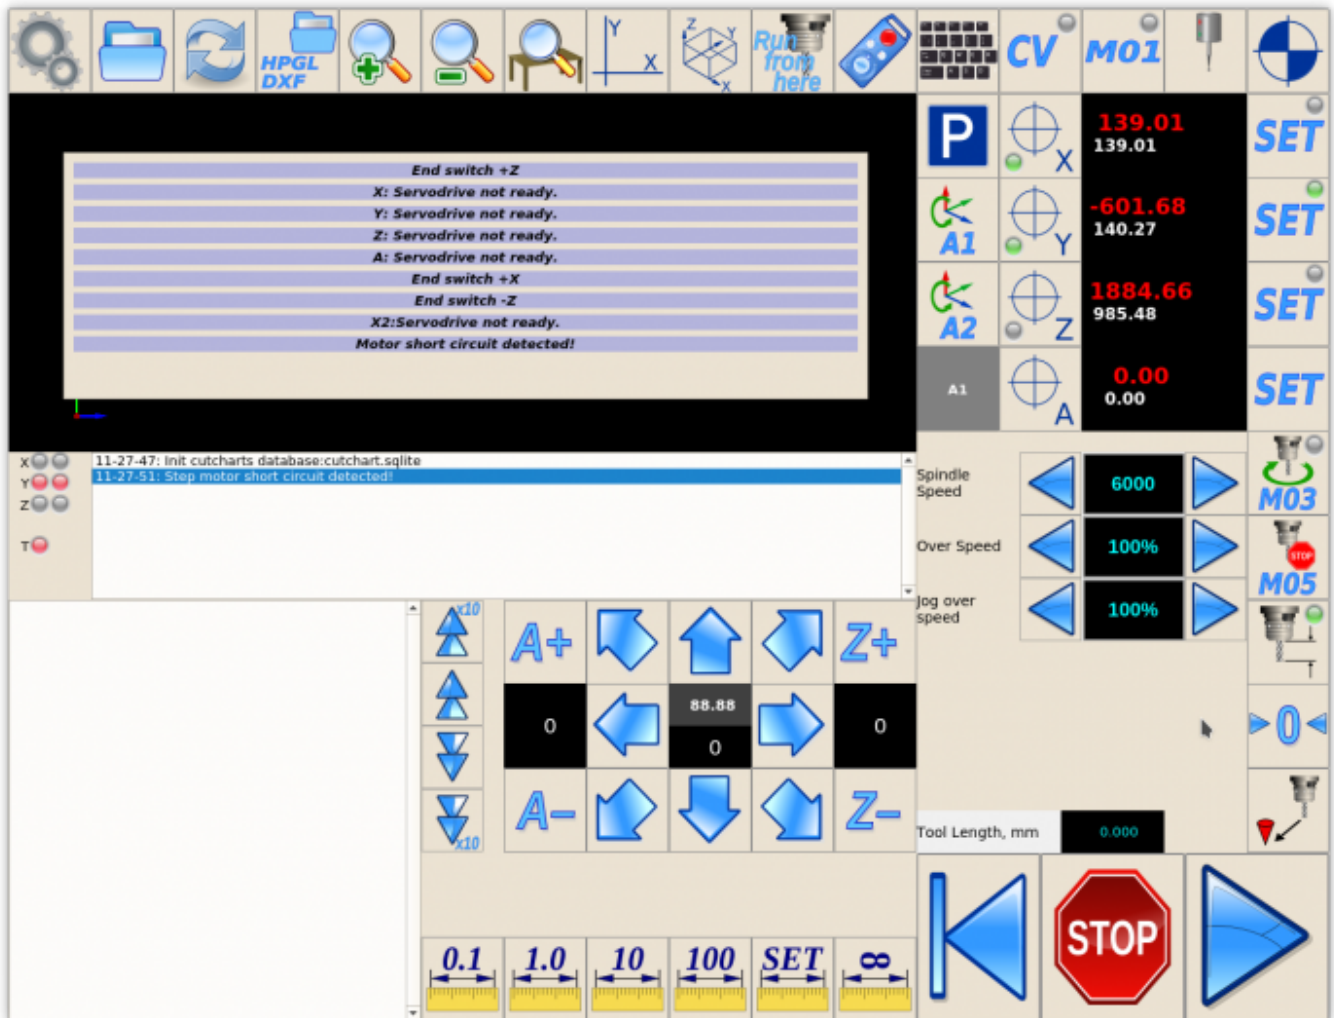 HPGL
DXF
Y
X
Z
Y
X
Run
from
here
CV
M01
P
X
139.01
139.01
SET
A1
Y
-601.68
140.27
SET
A2
Z
1884.66
985.48
SET
A1
A
0.00
0.00
SET
End switch +Z
X: Servodrive not ready.
Y: Servodrive not ready.
Z: Servodrive not ready.
A: Servodrive not ready.
End switch +X
End switch -Z
X2:Servodrive not ready.
Motor short circuit detected!
X
Y
Z
T
11-27-47: Init cutcharts database:cutchart.sqlite
11-27-51: Step motor short circuit detected!
Spindle
Speed
6000
M03
Over Speed
100%
STOP
M05
Jog over
speed
100%
x10
A+
Z+
0
88.88
0
0
>0<
x10
A-
Z-
Tool Length, mm
0.000
0.1
1.0
10
100
SET
∞
STOP